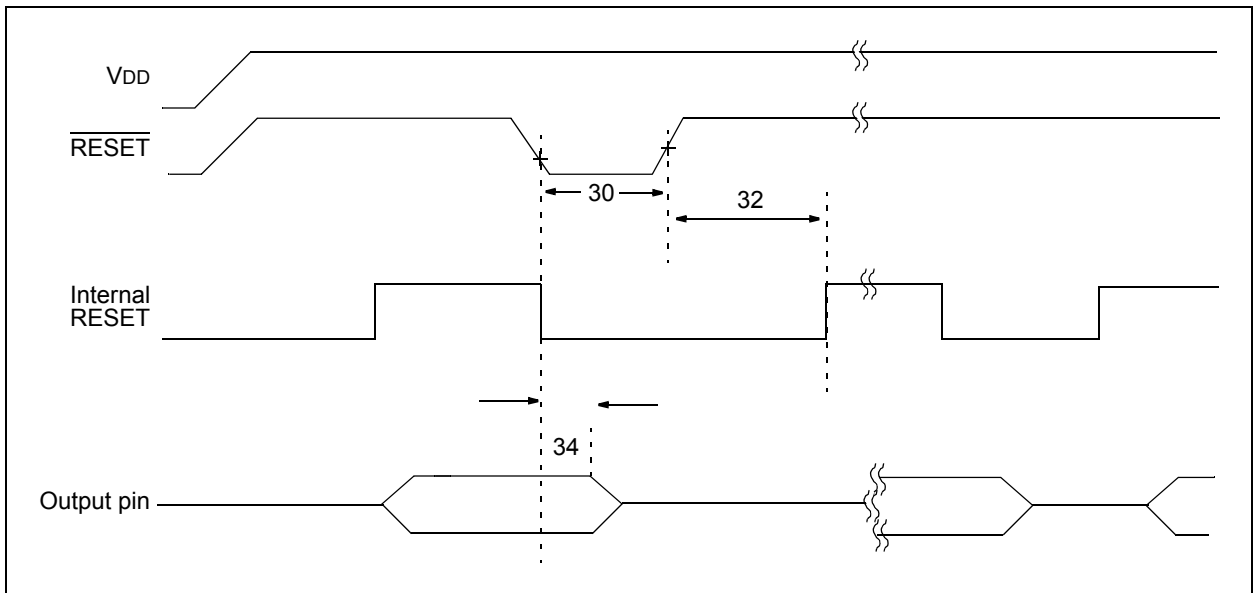 VDD
RESET
30
32
Internal
RESET
34
Output pin